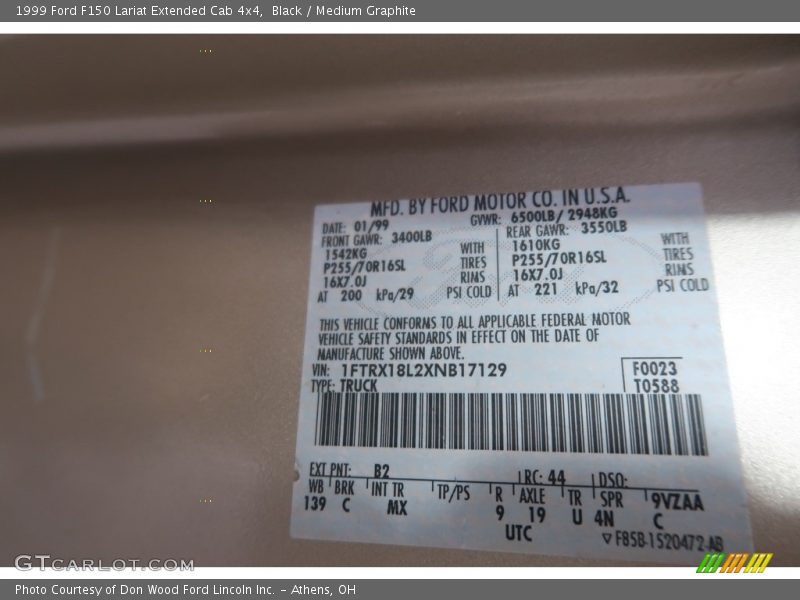 1999 Ford F150 Lariat Extended Cab 4x4, Black / Medium Graphite
MFD. BY FORD MOTOR CO. IN U.S.A.
DATE: 01/99 GVWR: 6500LB/ 2948KG
FRONT GAWR: 3400LB REAR GAWR: 3550LB
1542KG WITH 1610KG WITH
P255/70R16SL TIRES P255/70R16SL TIRES
16X7.0J RIMS 16X7.0J RIMS
AT 200 kPa/29 PSI COLD AT 221 kPa/32 PSI COLD
THIS VEHICLE CONFORMS TO ALL APPLICABLE FEDERAL MOTOR
VEHICLE SAFETY STANDARDS IN EFFECT ON THE DATE OF
MANUFACTURE SHOWN ABOVE.
VIN: 1FTRX18L2XNB17129 F0023
TYPE: TRUCK T0588
EXT PNT: B2 RC: 44 DSO:
WB BRK INT TR TP/PS R AXLE TR SPR 9VZAA
139 C MX 9 19 U 4N C
UTC F85B-1520472-AB
GTCARLOT.COM
Photo Courtesy of Don Wood Ford Lincoln Inc. - Athens, OH